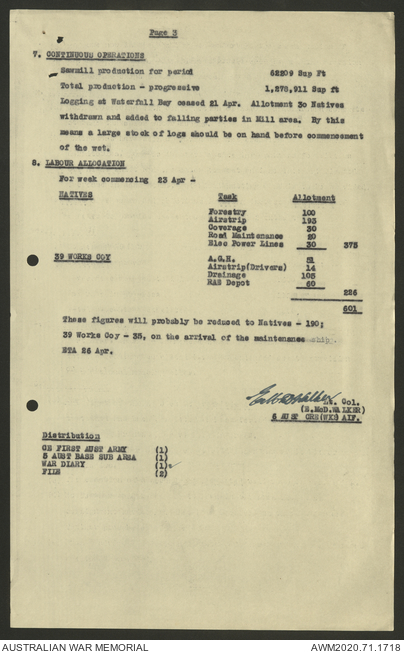 Page 3
7. CONTINUOUS OPERATIONS
Sawmill production for period 62209 Sup Ft
Total production - progressive 1,278,911 Sup ft
Logging at Waterfall Bay ceased 21 Apr. Allotment 30 Natives
withdrawn and added to falling parties in Mill area. By this
means a large stock of logs should be on hand before commencement
of the wet.
8. LABOUR ALLOCATION
For week commencing 23 Apr -
NATIVES Task Allotment
Forestry 100
Airstrip 193
Coverage 30
Road Maintenance 20
Elec Power Lines 30 375
39 WORKS COY A.G.H. 51
Airstrip(Drivers) 14
Drainage 105
RAE Depot 60
226
601
These figures will probably be reduced to Natives - 190;
39 Works Coy - 38, on the arrival of the maintenance ship.
ETA 26 Apr.
Lt. Col.
(E.McD.WALKER)
6 AUST CRE(WKS) AIF.
Distribution
CE FIRST AUST ARMY (1)
5 AUST BASE SUB AREA (1)
WAR DIARY (1)
FILE (2)
AUSTRALIAN WAR MEMORIAL AWM2020.71.1718